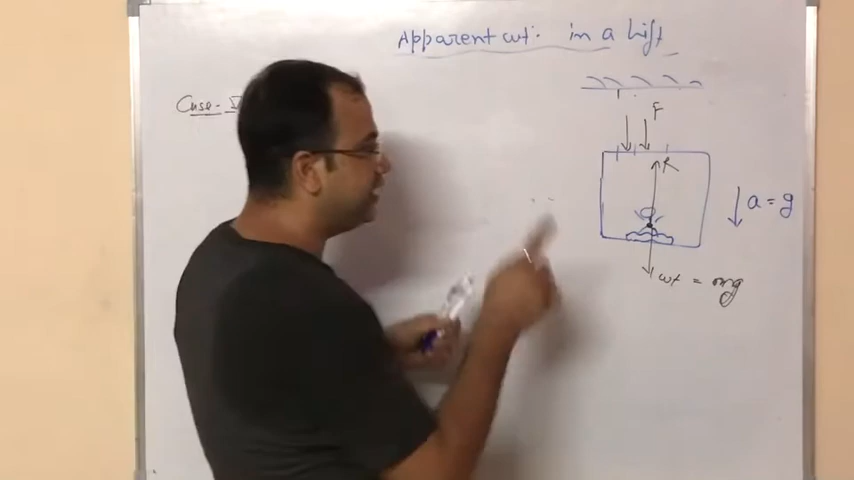 Apparent wt. in a Lift
Case- V
F
R
a = g
wt = mg